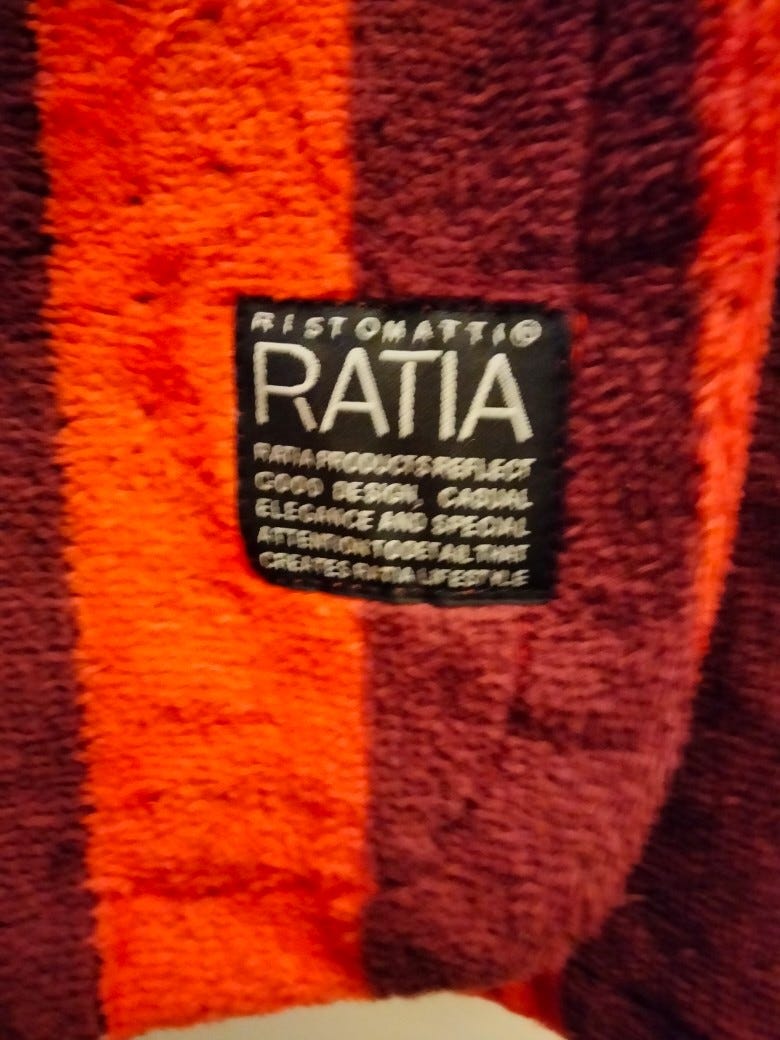 RISTOMATTI®
RATIA
RATIA PRODUCTS REFLECT
GOOD DESIGN, CASUAL
ELEGANCE AND SPECIAL
ATTENTION TO DETAIL THAT
CREATES RATIA LIFESTYLE